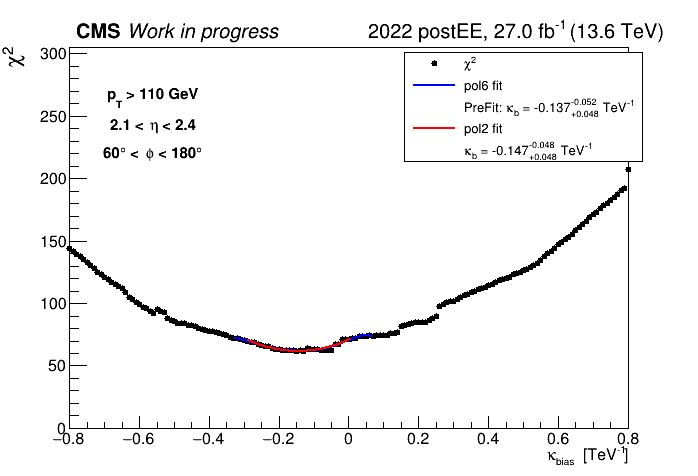 CMS Work in progress
2022 postEE, 27.0 fb⁻¹ (13.6 TeV)
χ²
300
250
200
150
100
50
0
p_T > 110 GeV
2.1 < η < 2.4
60° < φ < 180°
χ²
pol6 fit
PreFit: κ_b = -0.137 -0.052 +0.048 TeV⁻¹
pol2 fit
κ_b = -0.147 -0.048 +0.048 TeV⁻¹
−0.8 −0.6 −0.4 −0.2 0 0.2 0.4 0.6 0.8
κ_bias [TeV⁻¹]